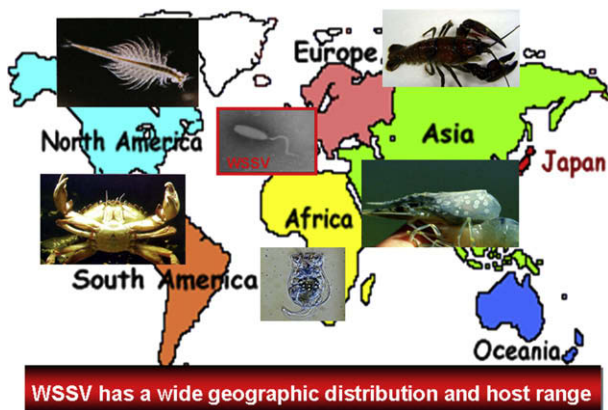 Europe
North America
Asia
WSSV
Japan
Africa
South America
Oceania
WSSV has a wide geographic distribution and host range